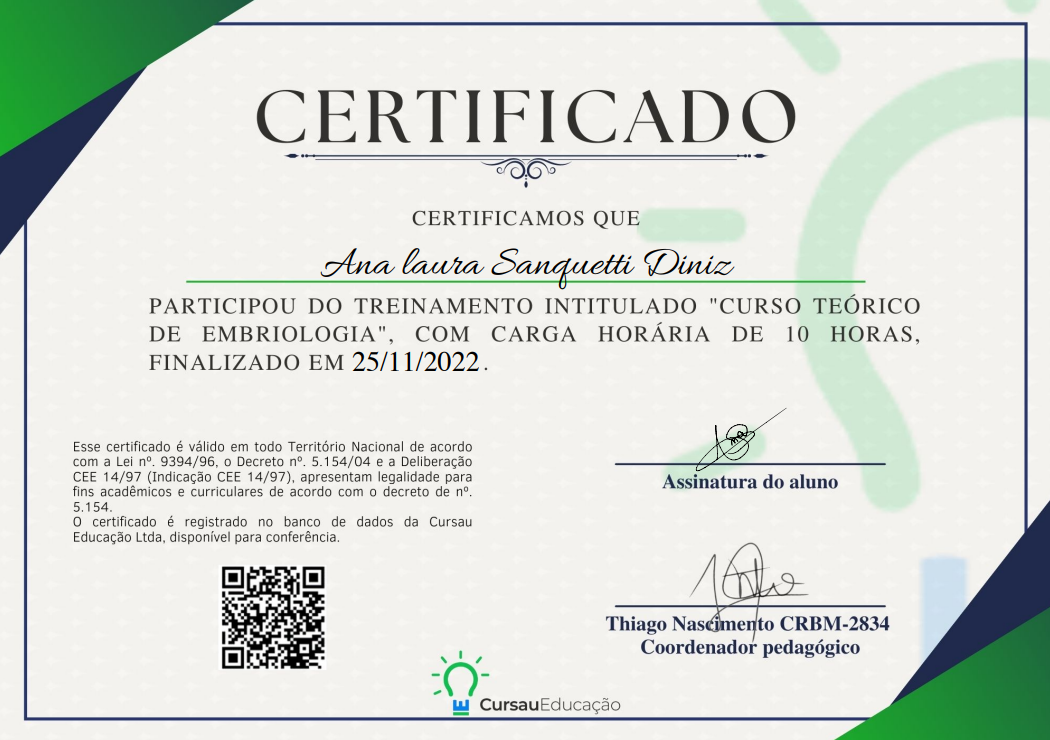 CERTIFICADO
CERTIFICAMOS QUE
Ana laura Sanquetti Diniz
PARTICIPOU DO TREINAMENTO INTITULADO "CURSO TEÓRICO
DE EMBRIOLOGIA", COM CARGA HORÁRIA DE 10 HORAS,
FINALIZADO EM 25/11/2022.
Esse certificado é válido em todo Território Nacional de acordo
com a Lei nº. 9394/96, o Decreto nº. 5.154/04 e a Deliberação
CEE 14/97 (Indicação CEE 14/97), apresentam legalidade para
fins acadêmicos e curriculares de acordo com o decreto de nº.
5.154.
O certificado é registrado no banco de dados da Cursau
Educação Ltda, disponível para conferência.
Assinatura do aluno
Thiago Nascimento CRBM-2834
Coordenador pedagógico
CursauEducação